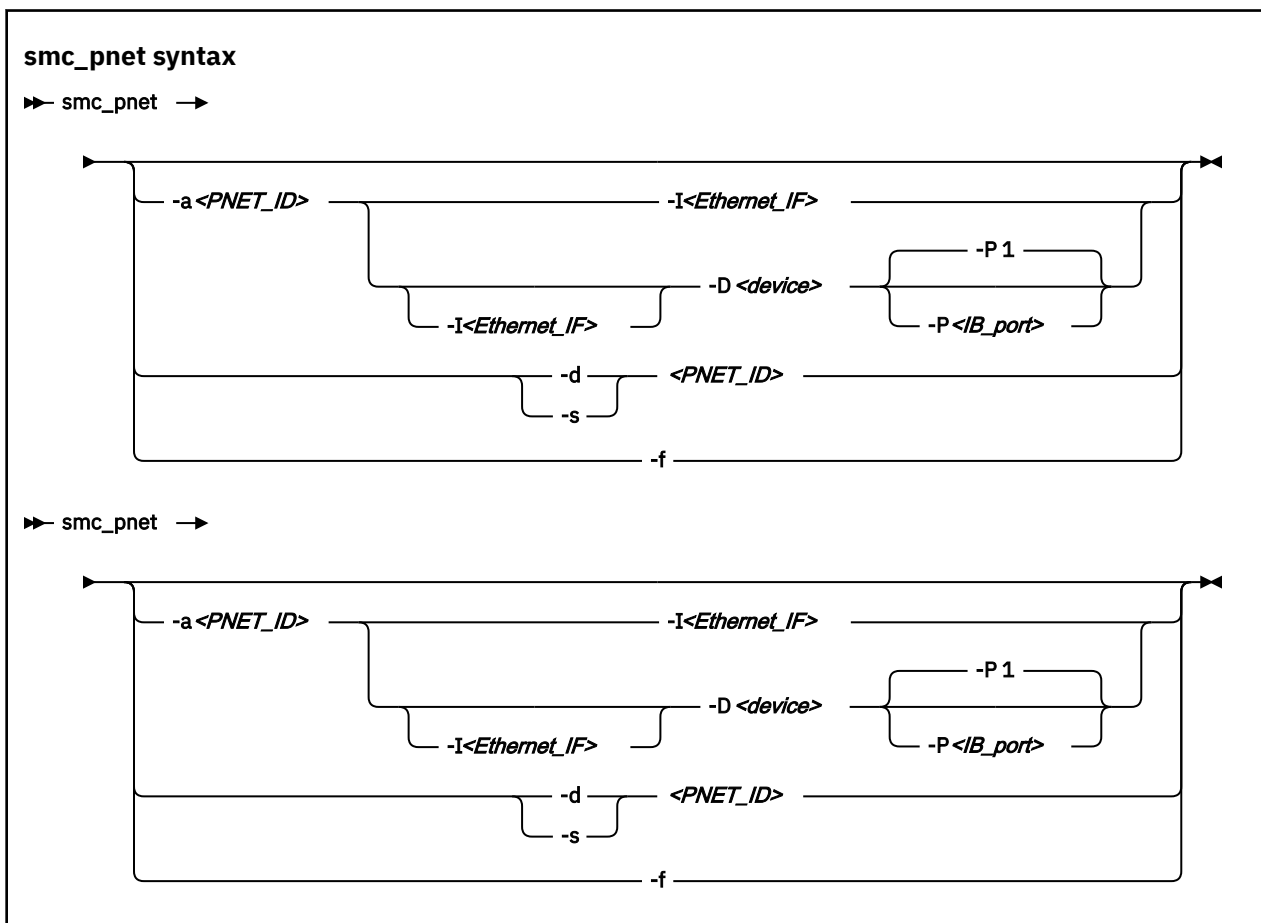 smc_pnet syntax
smc_pnet
-a <PNET_ID> -I<Ethernet_IF>
-P 1
-D <device>
-I<Ethernet_IF> -P <IB_port>
-d <PNET_ID>
-s
-f
smc_pnet
-a <PNET_ID> -I<Ethernet_IF>
-P 1
-D <device>
-I<Ethernet_IF> -P <IB_port>
-d <PNET_ID>
-s
-f